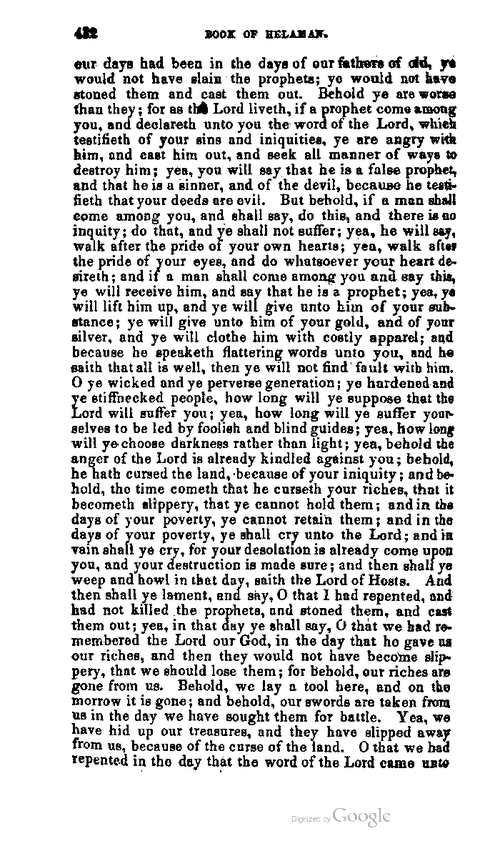 432 BOOK OF HELAMAN.
our days had been in the days of our fathers of old, ye
would not have slain the prophets; ye would not have
stoned them and cast them out. Behold ye are worse
than they; for as the Lord liveth, if a prophet come among
you, and declareth unto you the word of the Lord, which
testifieth of your sins and iniquities, ye are angry with
him, and cast him out, and seek all manner of ways to
destroy him; yea, you will say that he is a false prophet,
and that he is a sinner, and of the devil, because he testi-
fieth that your deeds are evil. But behold, if a man shall
come among you, and shall say, do this, and there is no
inquity; do that, and ye shall not suffer; yea, he will say,
walk after the pride of your own hearts; yea, walk after
the pride of your eyes, and do whatsoever your heart de-
sireth; and if a man shall come among you and say this,
ye will receive him, and say that he is a prophet; yea, ye
will lift him up, and ye will give unto him of your sub-
stance; ye will give unto him of your gold, and of your
silver, and ye will clothe him with costly apparel; and
because he speaketh flattering words unto you, and he
saith that all is well, then ye will not find fault with him.
O ye wicked and ye perverse generation; ye hardened and
ye stiffnecked people, how long will ye suppose that the
Lord will suffer you; yea, how long will ye suffer your-
selves to be led by foolish and blind guides; yea, how long
will ye choose darkness rather than light; yea, behold the
anger of the Lord is already kindled against you; behold,
he hath cursed the land, because of your iniquity; and be-
hold, the time cometh that he curseth your riches, that it
becometh slippery, that ye cannot hold them; and in the
days of your poverty, ye cannot retain them; and in the
days of your poverty, ye shall cry unto the Lord; and in
vain shall ye cry, for your desolation is already come upon
you, and your destruction is made sure; and then shall ye
weep and howl in that day, saith the Lord of Hosts. And
then shall ye lament, and say, O that I had repented, and
had not killed the prophets, and stoned them, and cast
them out; yea, in that day ye shall say, O that we had re-
membered the Lord our God, in the day that he gave us
our riches, and then they would not have become slip-
pery, that we should lose them; for behold, our riches are
gone from us. Behold, we lay a tool here, and on the
morrow it is gone; and behold, our swords are taken from
us in the day we have sought them for battle. Yea, we
have hid up our treasures, and they have slipped away
from us, because of the curse of the land. O that we had
repented in the day that the word of the Lord came unto
Digitized by Google